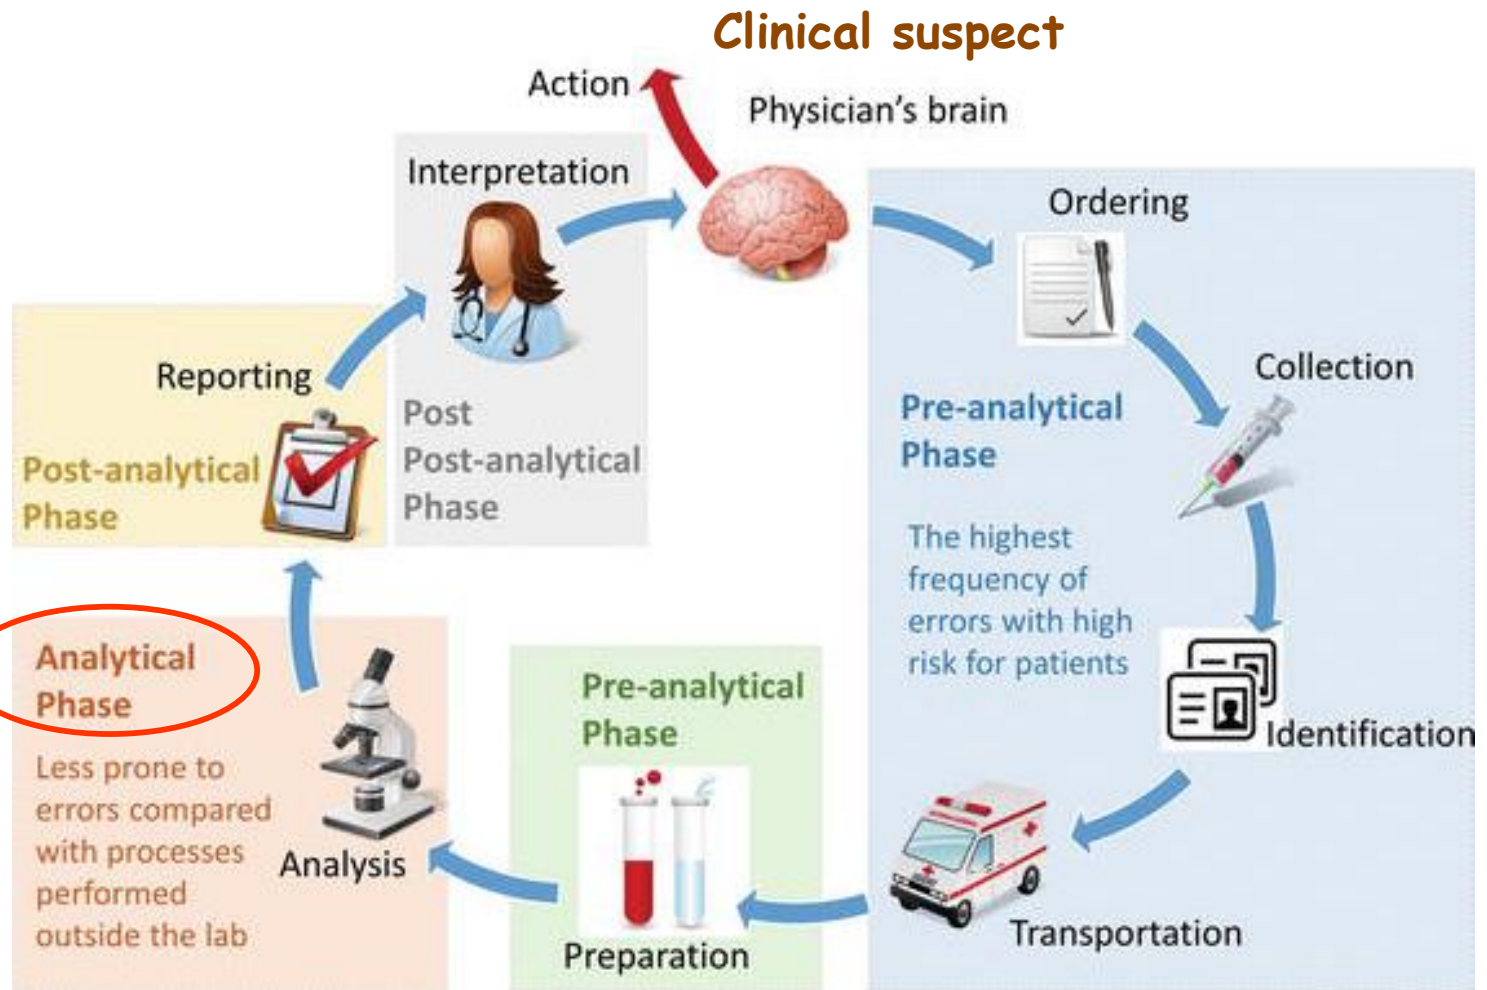 Clinical suspect
Action
Physician's brain
Interpretation
Ordering
Collection
Reporting
Post
Post-analytical
Phase
Post-analytical
Phase
Pre-analytical
Phase
The highest
frequency of
errors with high
risk for patients
Identification
Transportation
Pre-analytical
Phase
Preparation
Analytical
Phase
Less prone to
errors compared
with processes
performed
outside the lab
Analysis